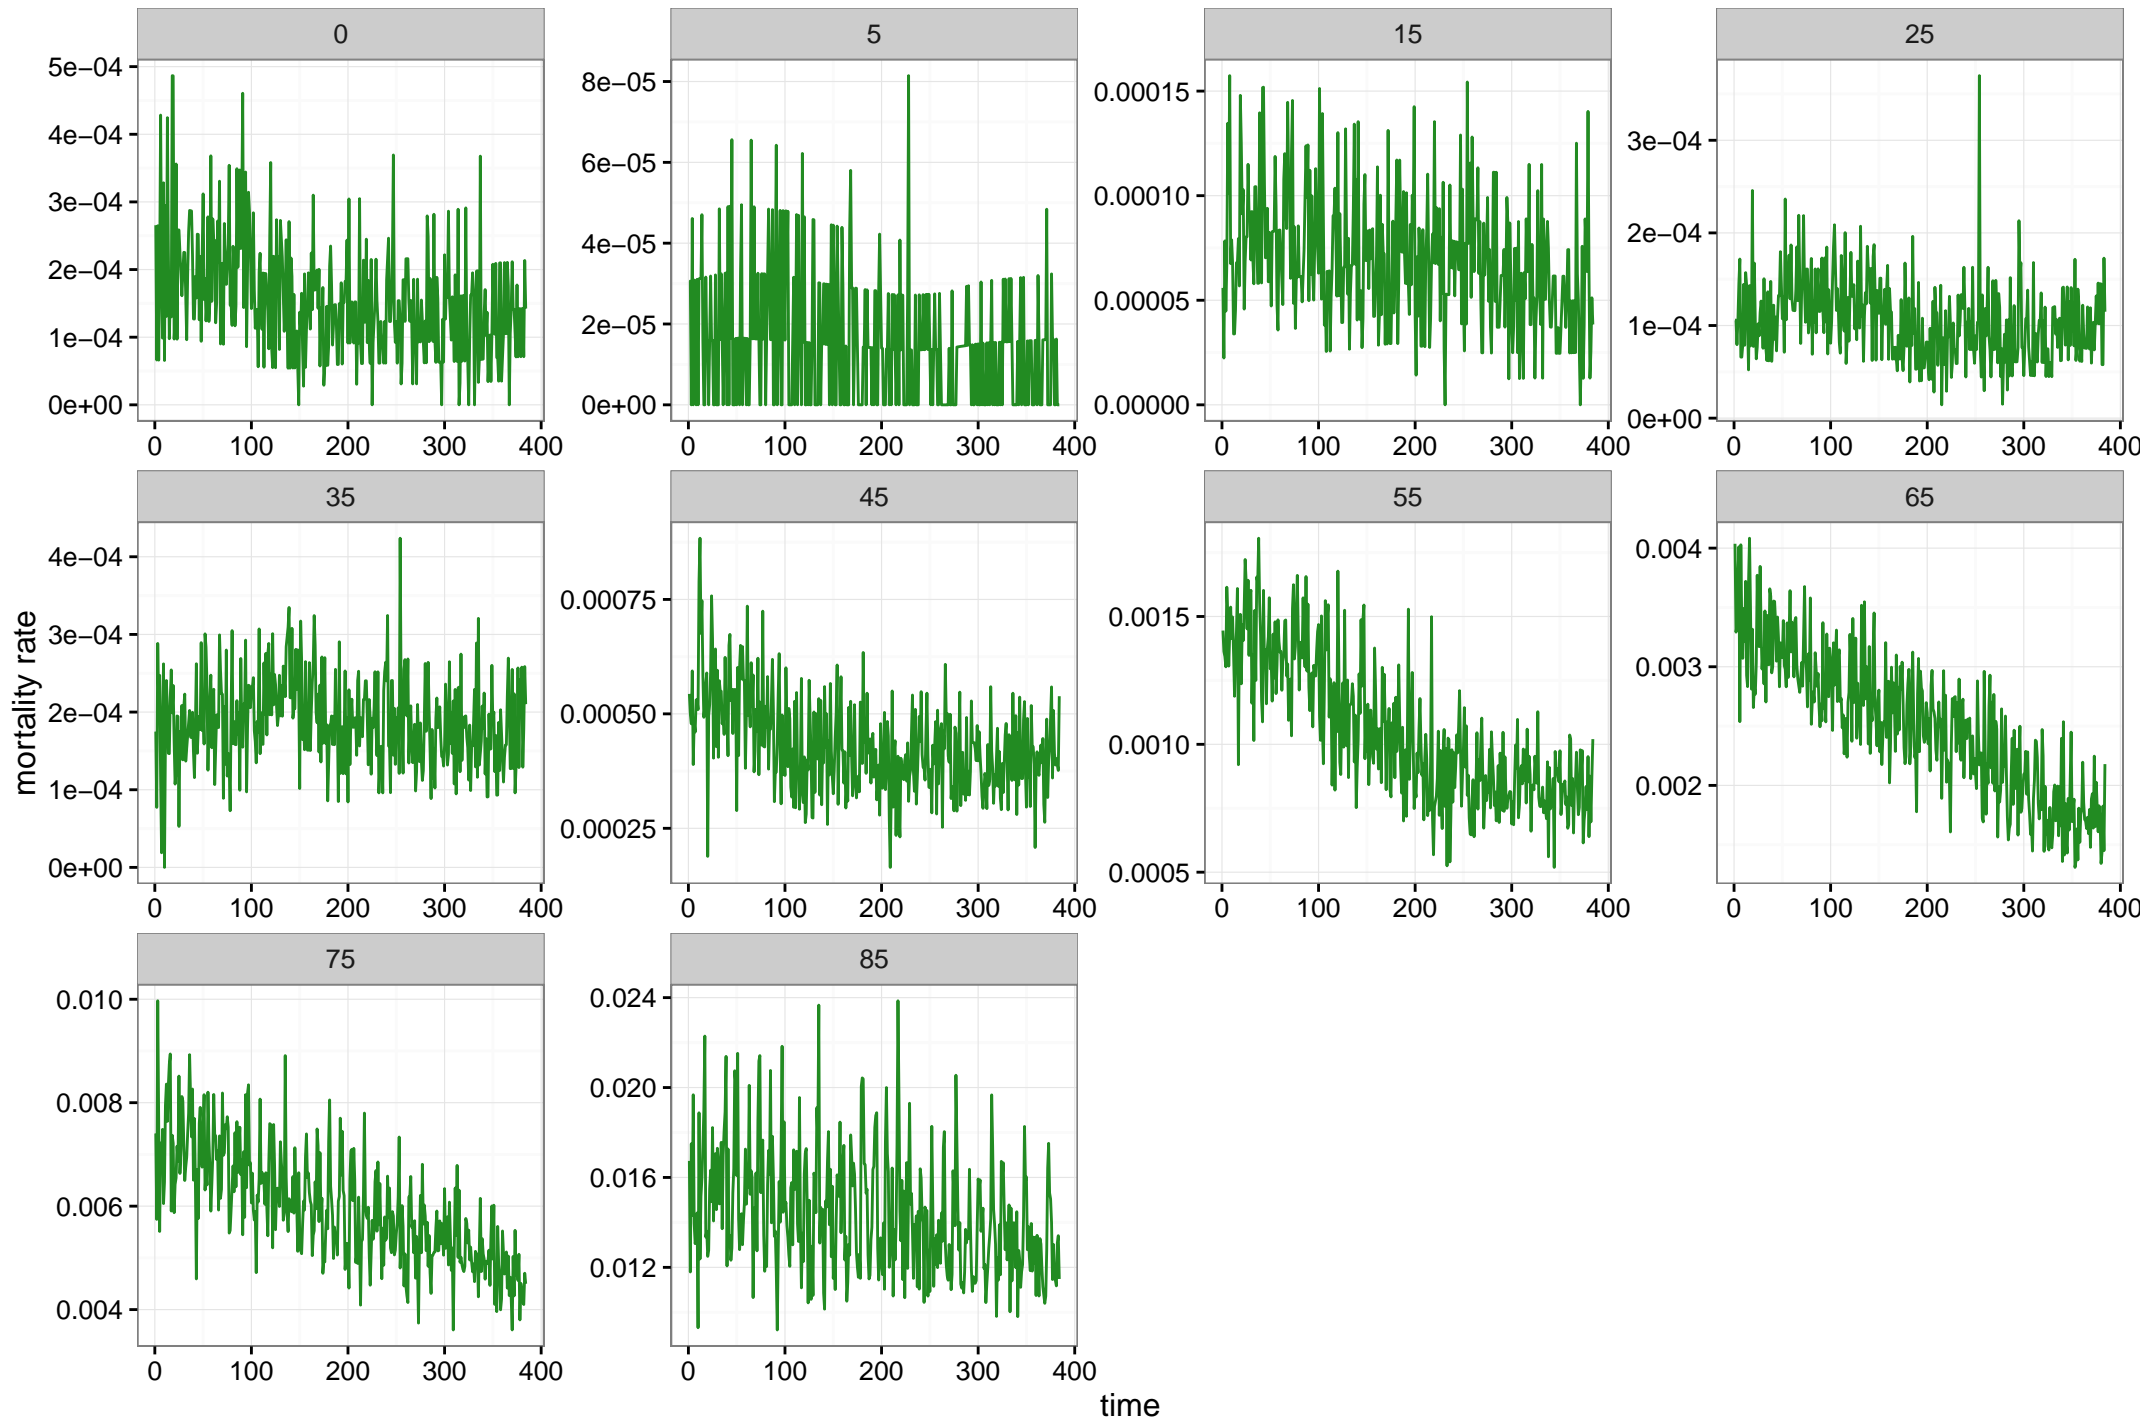 0 5 15 25
5e−04
4e−04
3e−04
2e−04
1e−04
0e+00
0 100 200 300 400
8e−05
6e−05
4e−05
2e−05
0e+00
0 100 200 300 400
0.00015
0.00010
0.00005
0.00000
0 100 200 300 400
3e−04
2e−04
1e−04
0e+00
0 100 200 300 400
35 45 55 65
4e−04
3e−04
2e−04
1e−04
0e+00
0 100 200 300 400
0.00075
0.00050
0.00025
0 100 200 300 400
0.0015
0.0010
0.0005
0 100 200 300 400
0.004
0.003
0.002
0 100 200 300 400
75 85
0.010
0.008
0.006
0.004
0 100 200 300 400
0.024
0.020
0.016
0.012
0 100 200 300 400
mortality rate
time